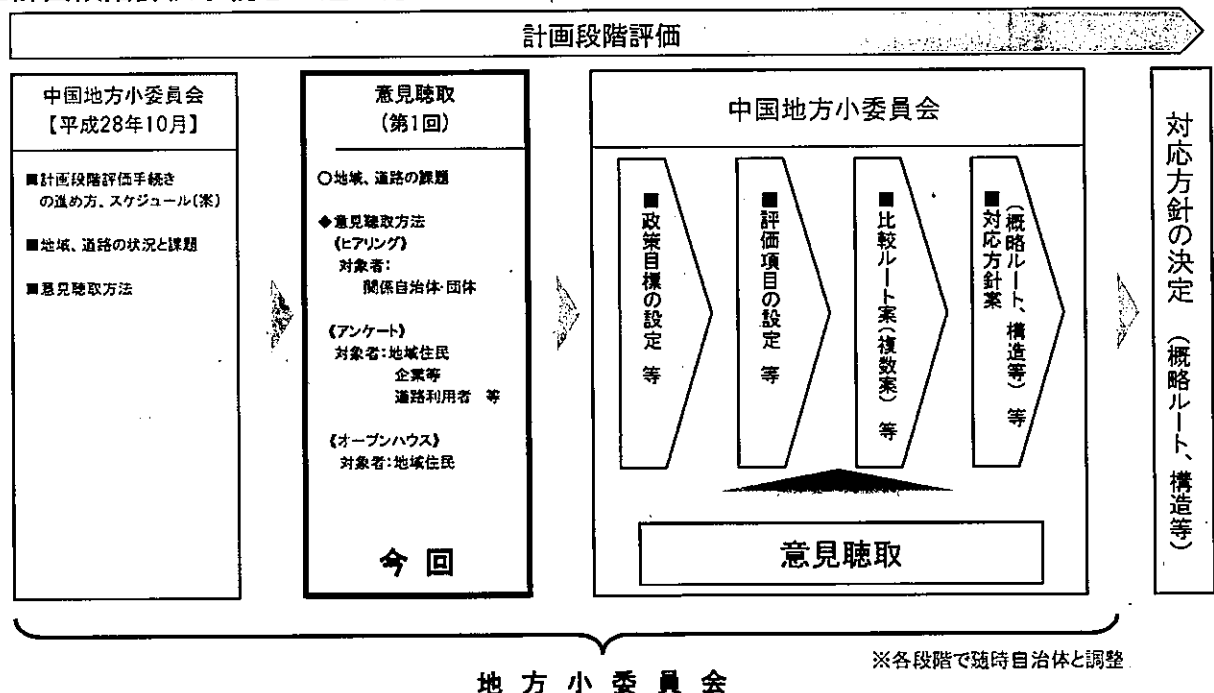 計画段階評価
中国地方小委員会
【平成28年10月】
■計画段階評価手続き
の進め方、スケジュール(案)
■地域、道路の状況と課題
■意見聴取方法
意見聴取
(第1回)
○地域、道路の課題
◆意見聴取方法
《ヒアリング》
対象者：
関係自治体・団体
《アンケート》
対象者：地域住民
企業等
道路利用者 等
《オープンハウス》
対象者：地域住民
今回
中国地方小委員会
■政策目標の設定 等
■評価項目の設定 等
■比較ルート案(複数案) 等
■対応方針案
(概略ルート、構造等) 等
意見聴取
対応方針の決定 (概略ルート、構造等)
※各段階で随時自治体と調整
地方小委員会